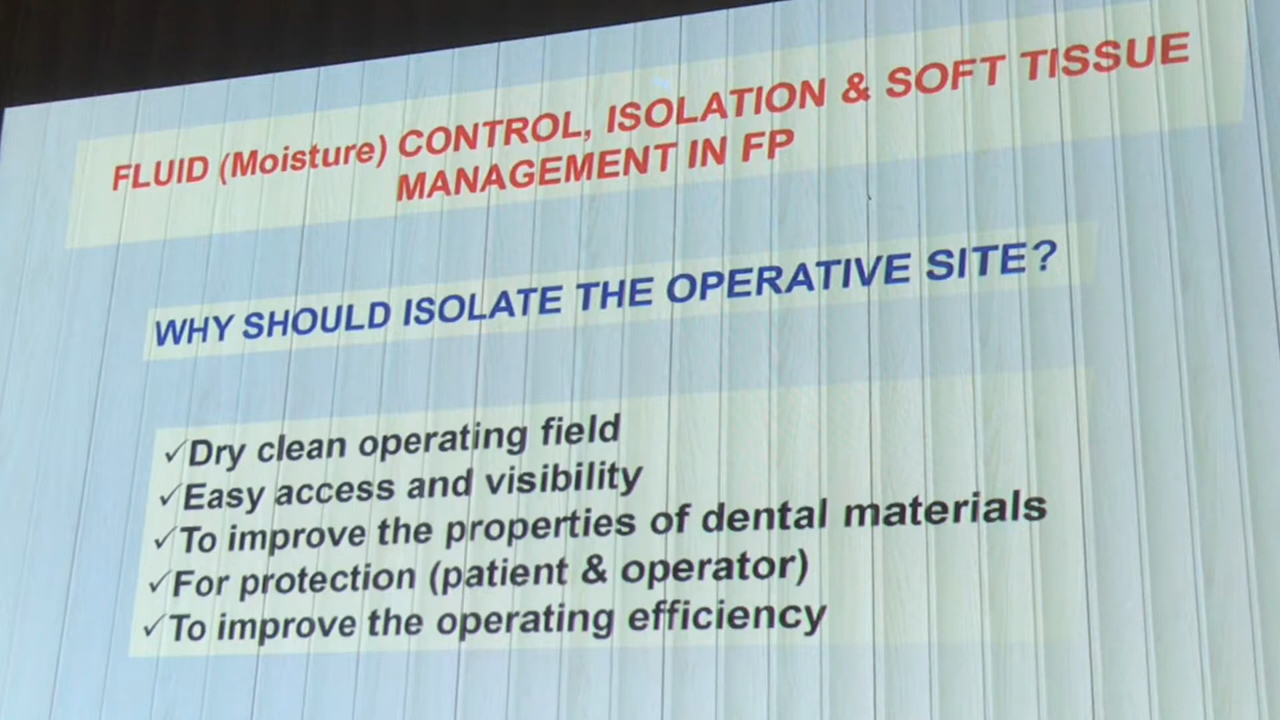 FLUID (Moisture) CONTROL, ISOLATION & SOFT TISSUE
MANAGEMENT IN FP
WHY SHOULD ISOLATE THE OPERATIVE SITE?
✓Dry clean operating field
✓Easy access and visibility
✓To improve the properties of dental materials
✓For protection (patient & operator)
✓To improve the operating efficiency